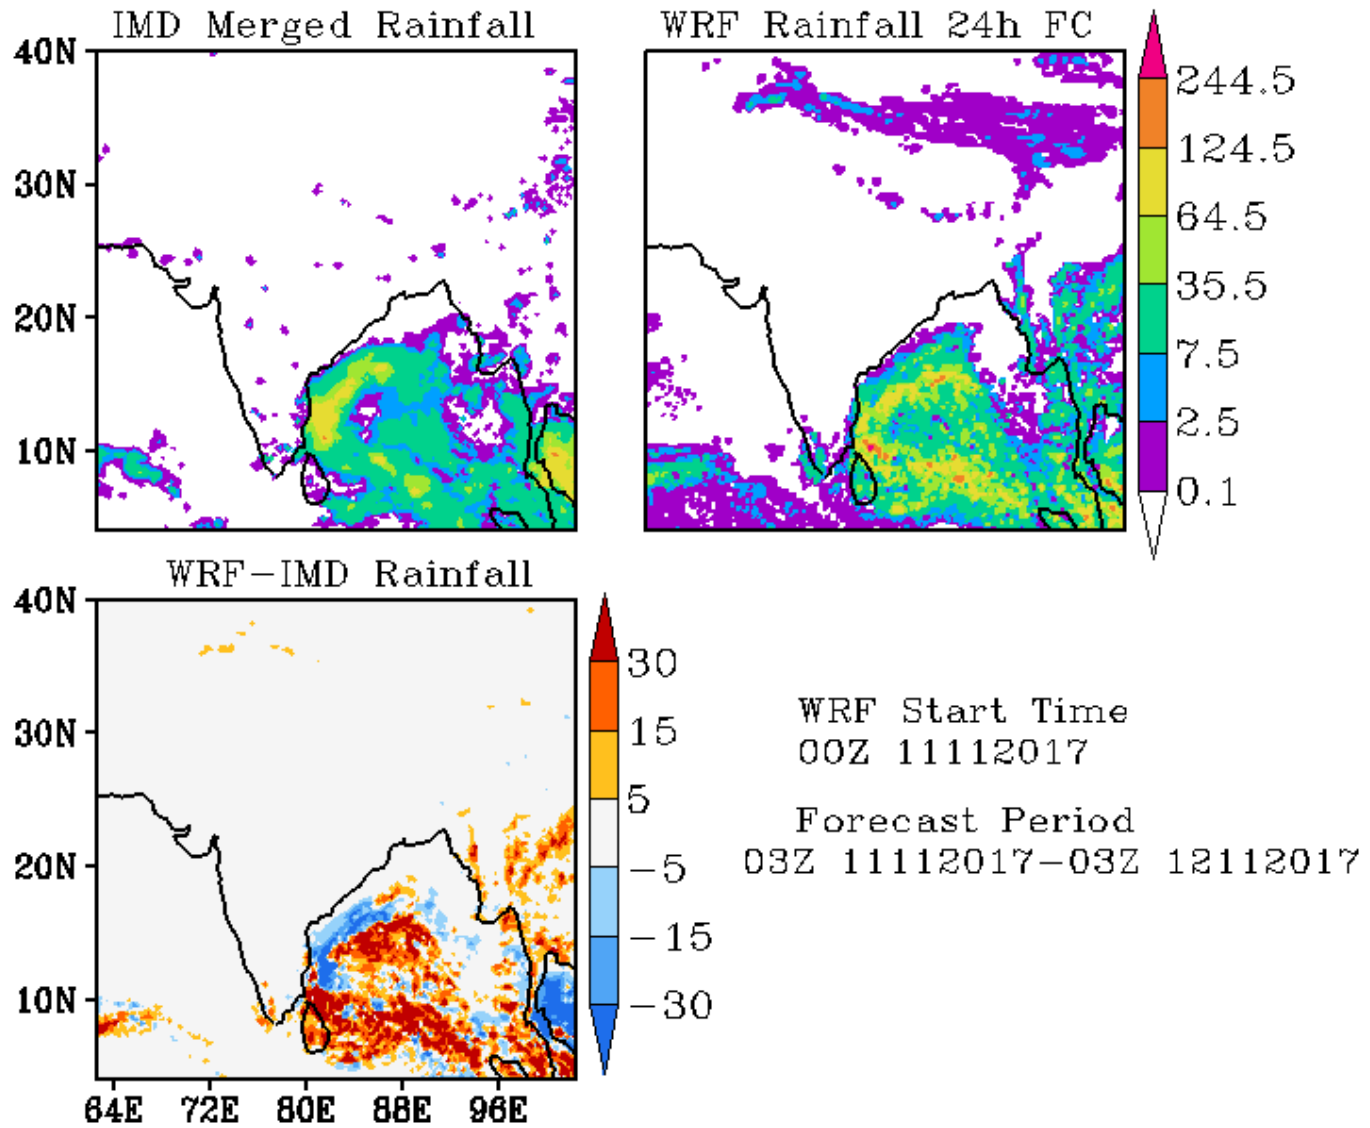 IMD Merged Rainfall
WRF Rainfall 24h FC
40N
30N
20N
10N
244.5
124.5
64.5
35.5
7.5
2.5
0.1
WRF-IMD Rainfall
40N
30N
20N
10N
64E 72E 80E 88E 96E
30
15
5
-5
-15
-30
WRF Start Time
00Z 11112017
Forecast Period
03Z 11112017-03Z 12112017